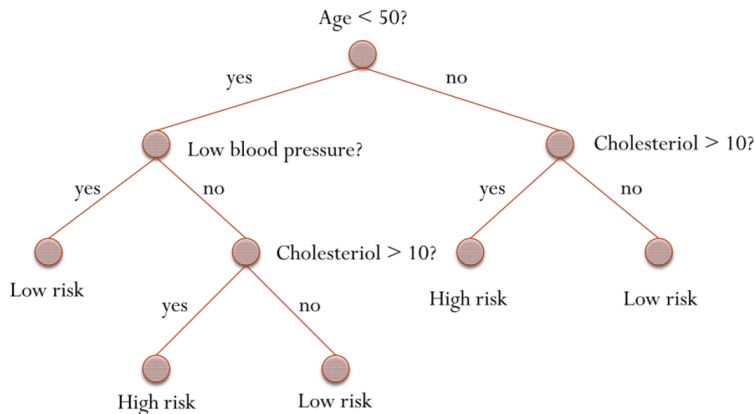 Age < 50?
yes
no
Low blood pressure?
Cholesteriol > 10?
yes
no
yes
no
Low risk
Cholesteriol > 10?
High risk
Low risk
yes
no
High risk
Low risk